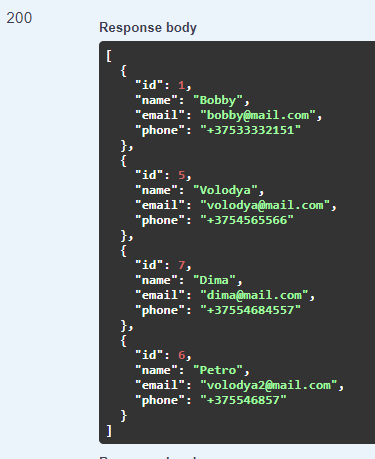 200
Response body
[
  {
    "id": 1,
    "name": "Bobby",
    "email": "bobby@mail.com",
    "phone": "+37533332151"
  },
  {
    "id": 5,
    "name": "Volodya",
    "email": "volodya@mail.com",
    "phone": "+3754565566"
  },
  {
    "id": 7,
    "name": "Dima",
    "email": "dima@mail.com",
    "phone": "+37554684557"
  },
  {
    "id": 6,
    "name": "Petro",
    "email": "volodya2@mail.com",
    "phone": "+375546857"
  }
]